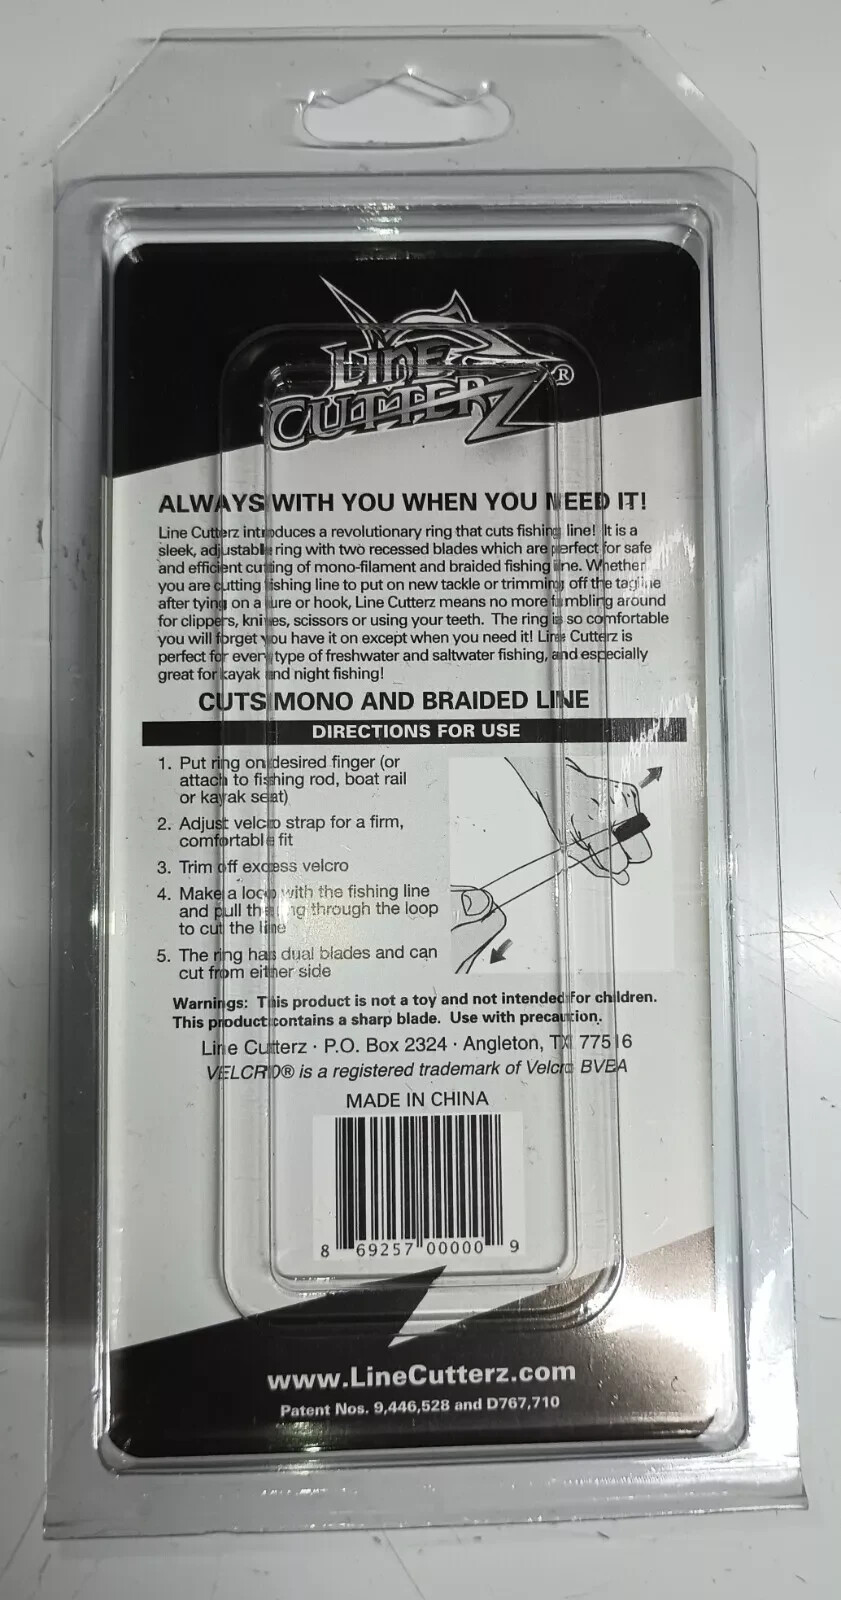 LINE
CUTTERZ®
ALWAYS WITH YOU WHEN YOU NEED IT!
Line Cutterz introduces a revolutionary ring that cuts fishing line! It is a
sleek, adjustable ring with two recessed blades which are perfect for safe
and efficient cutting of mono-filament and braided fishing line. Whether
you are cutting fishing line to put on new tackle or trimming off the tagline
after tying on a lure or hook, Line Cutterz means no more fumbling around
for clippers, knives, scissors or using your teeth. The ring is so comfortable
you will forget you have it on except when you need it! Line Cutterz is
perfect for every type of freshwater and saltwater fishing, and especially
great for kayak and night fishing!
CUTS MONO AND BRAIDED LINE
DIRECTIONS FOR USE
1. Put ring on desired finger (or
attach to fishing rod, boat rail
or kayak seat)
2. Adjust velcro strap for a firm,
comfortable fit
3. Trim off excess velcro
4. Make a loop with the fishing line
and pull the ring through the loop
to cut the line
5. The ring has dual blades and can
cut from either side
Warnings: This product is not a toy and not intended for children.
This product contains a sharp blade. Use with precaution.
Line Cutterz · P.O. Box 2324 · Angleton, TX 77516
VELCRO® is a registered trademark of Velcro BVBA
MADE IN CHINA
8 69257 00000 9
www.LineCutterz.com
Patent Nos. 9,446,528 and D767,710